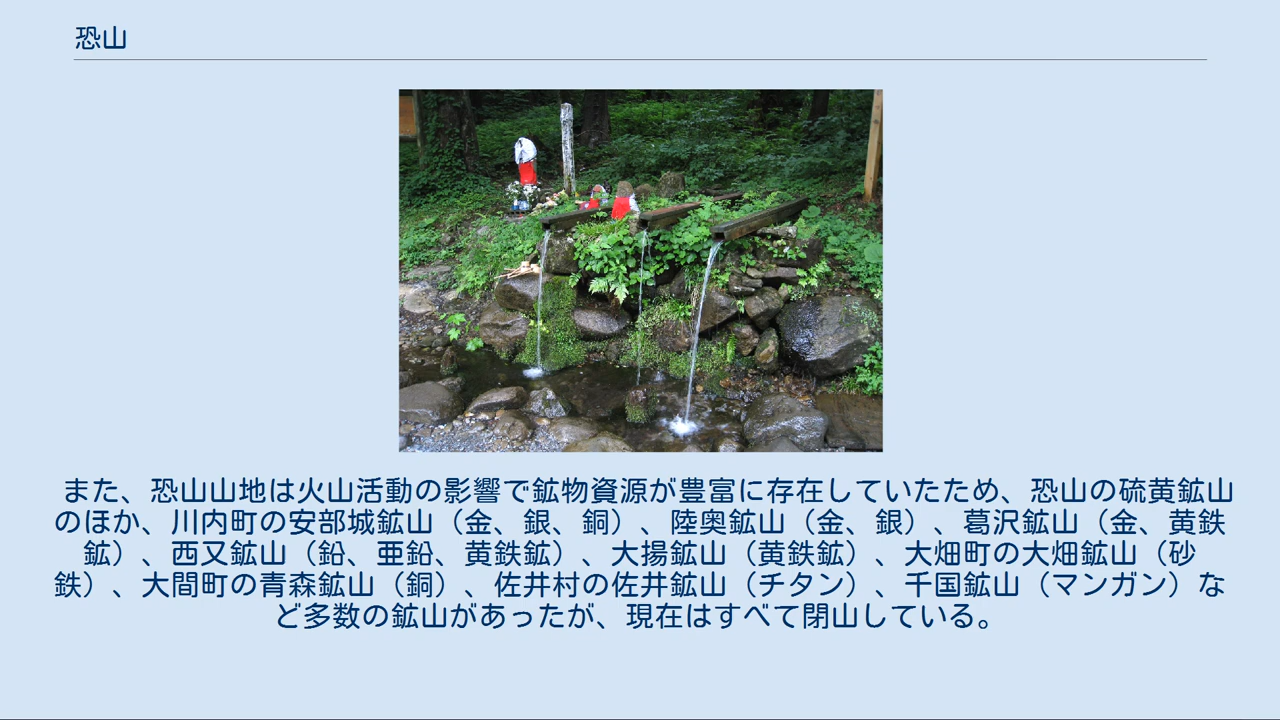 恐山
また、恐山山地は火山活動の影響で鉱物資源が豊富に存在していたため、恐山の硫黄鉱山
のほか、川内町の安部城鉱山（金、銀、銅）、陸奥鉱山（金、銀）、葛沢鉱山（金、黄鉄
鉱）、西又鉱山（鉛、亜鉛、黄鉄鉱）、大揚鉱山（黄鉄鉱）、大畑町の大畑鉱山（砂
鉄）、大間町の青森鉱山（銅）、佐井村の佐井鉱山（チタン）、千国鉱山（マンガン）な
ど多数の鉱山があったが、現在はすべて閉山している。